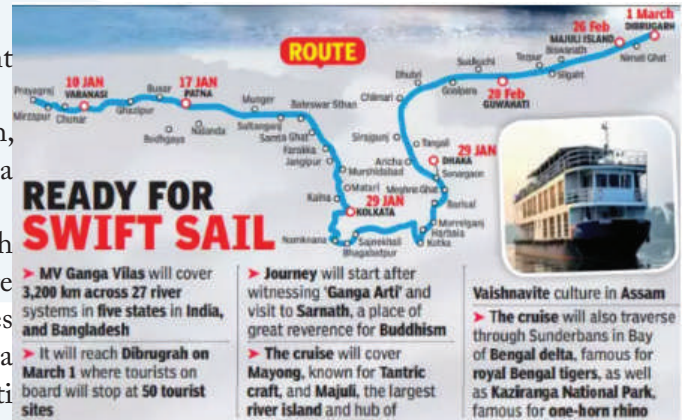 ROUTE
1 March
DIBRUGARH
26 Feb
MAJULI ISLAND
Nimati Ghat
Biswanath
Tezpur
Silghat
Sualkuchi
Dhubri
Goalpara
20 Feb
GUWAHATI
Chilmari
10 JAN
VARANASI
17 JAN
PATNA
Prayagraj
Mirzapur
Chunar
Ghazipur
Buxar
Munger
Bateswar Sthan
Bodhgaya
Nalanda
Sultanganj
Samta Ghat
Farakka
Jangipur
Murshidabad
Matari
Kalna
29 JAN
KOLKATA
Namkhana
Sajnekhali
Bhagabatpur
Sirajganj
Tangail
Aricha
29 JAN
DHAKA
Sonargaon
Meghna Ghat
Barisal
Morrelganj
Harbaia
Kotka
READY FOR
SWIFT SAIL
➤ MV Ganga Vilas will cover
3,200 km across 27 river
systems in five states in India,
and Bangladesh
➤ It will reach Dibrugrah on
March 1 where tourists on
board will stop at 50 tourist
sites
➤ Journey will start after
witnessing 'Ganga Arti' and
visit to Sarnath, a place of
great reverence for Buddhism
➤ The cruise will cover
Mayong, known for Tantric
craft, and Majuli, the largest
river island and hub of
Vaishnavite culture in Assam
➤ The cruise will also traverse
through Sunderbans in Bay
of Bengal delta, famous for
royal Bengal tigers, as well
as Kaziranga National Park,
famous for one-horn rhino